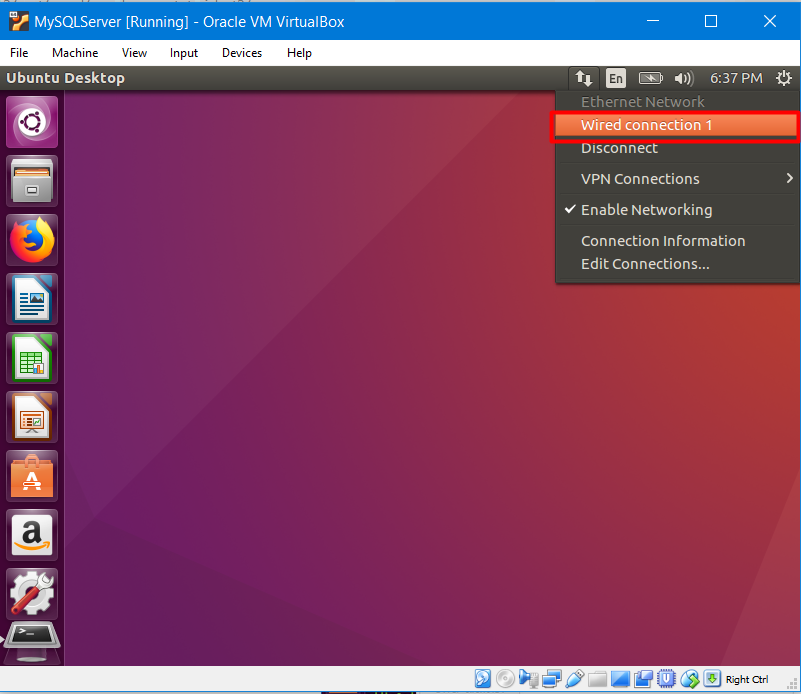 MySQLServer [Running] - Oracle VM VirtualBox
File Machine View Input Devices Help
Ubuntu Desktop En 6:37 PM
Ethernet Network
Wired connection 1
Disconnect
VPN Connections
Enable Networking
Connection Information
Edit Connections...
A
a
>_
Right Ctrl